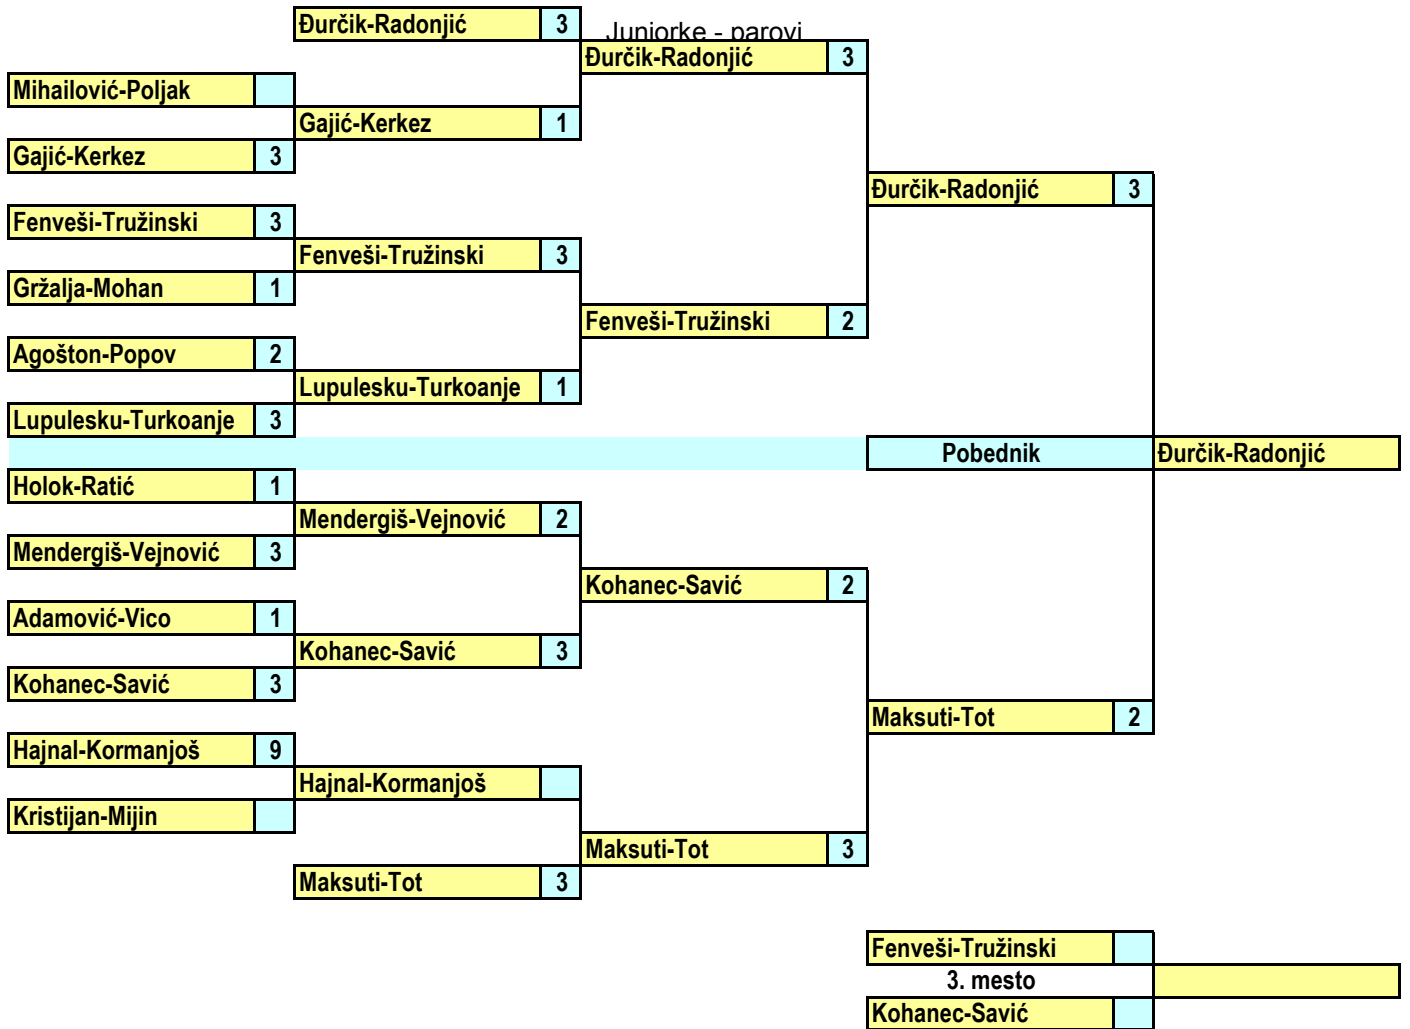 Đurčik-Radonjić 3
Juniorke - parovi
Đurčik-Radonjić 3
Mihailović-Poljak
Gajić-Kerkez 1
Gajić-Kerkez 3
Đurčik-Radonjić 3
Fenveši-Tružinski 3
Fenveši-Tružinski 3
Gržalja-Mohan 1
Fenveši-Tružinski 2
Agošton-Popov 2
Lupulesku-Turkoanje 1
Lupulesku-Turkoanje 3
Pobednik Đurčik-Radonjić
Holok-Ratić 1
Mendergiš-Vejnović 2
Mendergiš-Vejnović 3
Kohanec-Savić 2
Adamović-Vico 1
Kohanec-Savić 3
Kohanec-Savić 3
Maksuti-Tot 2
Hajnal-Kormanjoš 9
Hajnal-Kormanjoš
Kristijan-Mijin
Maksuti-Tot 3
Maksuti-Tot 3
Fenveši-Tružinski
3. mesto
Kohanec-Savić